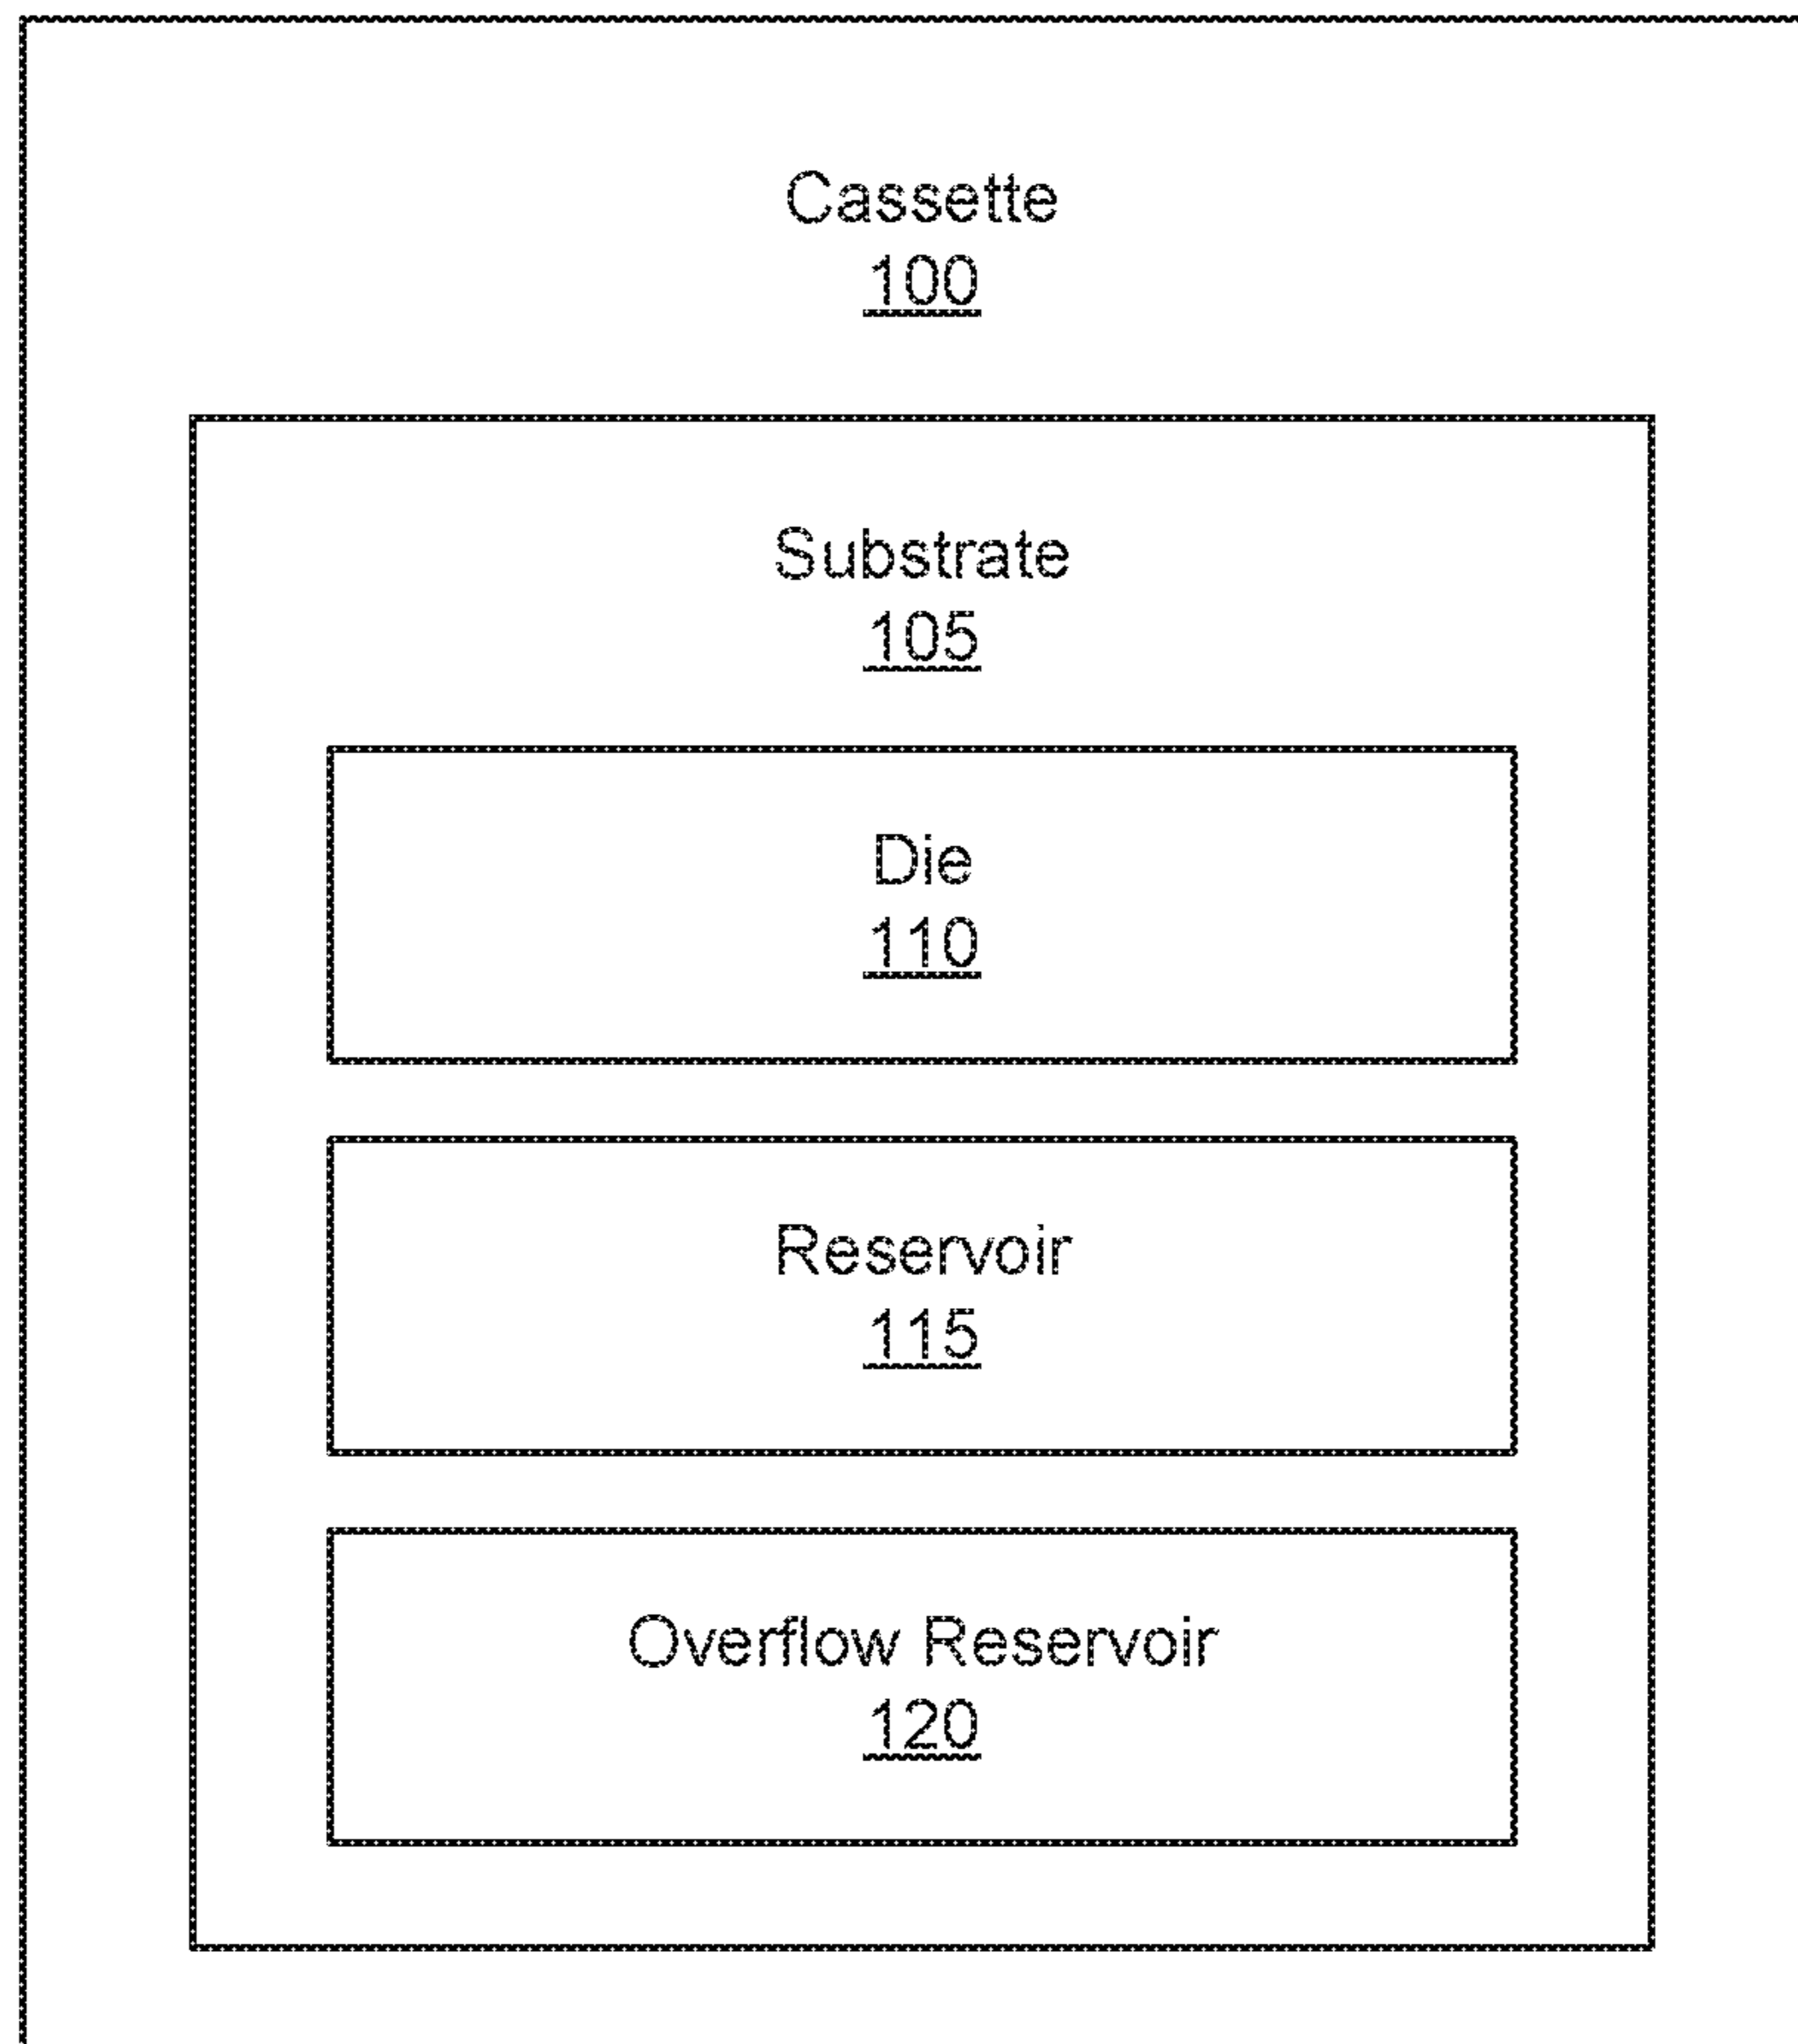 Cassette
100
Substrate
105
Die
110
Reservoir
115
Overflow Reservoir
120